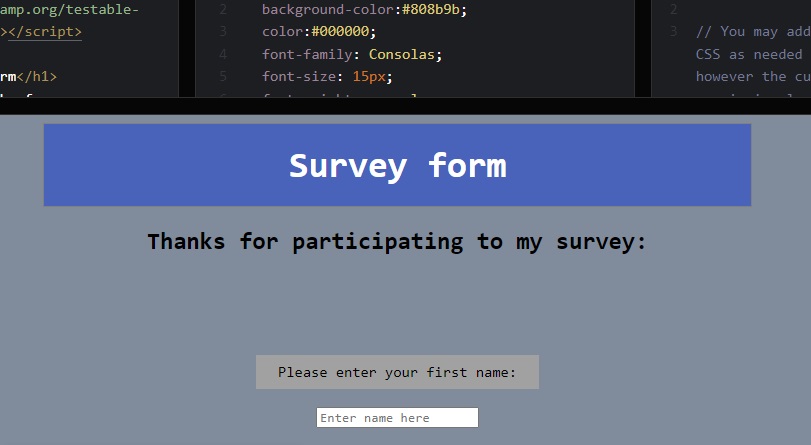 amp.org/testable-
></script>
rm</h1>
2 background-color:#808b9b;
3 color:#000000;
4 font-family: Consolas;
5 font-size: 15px;
2
3 // You may add
CSS as needed
however the cu
Survey form
Thanks for participating to my survey:
Please enter your first name:
Enter name here